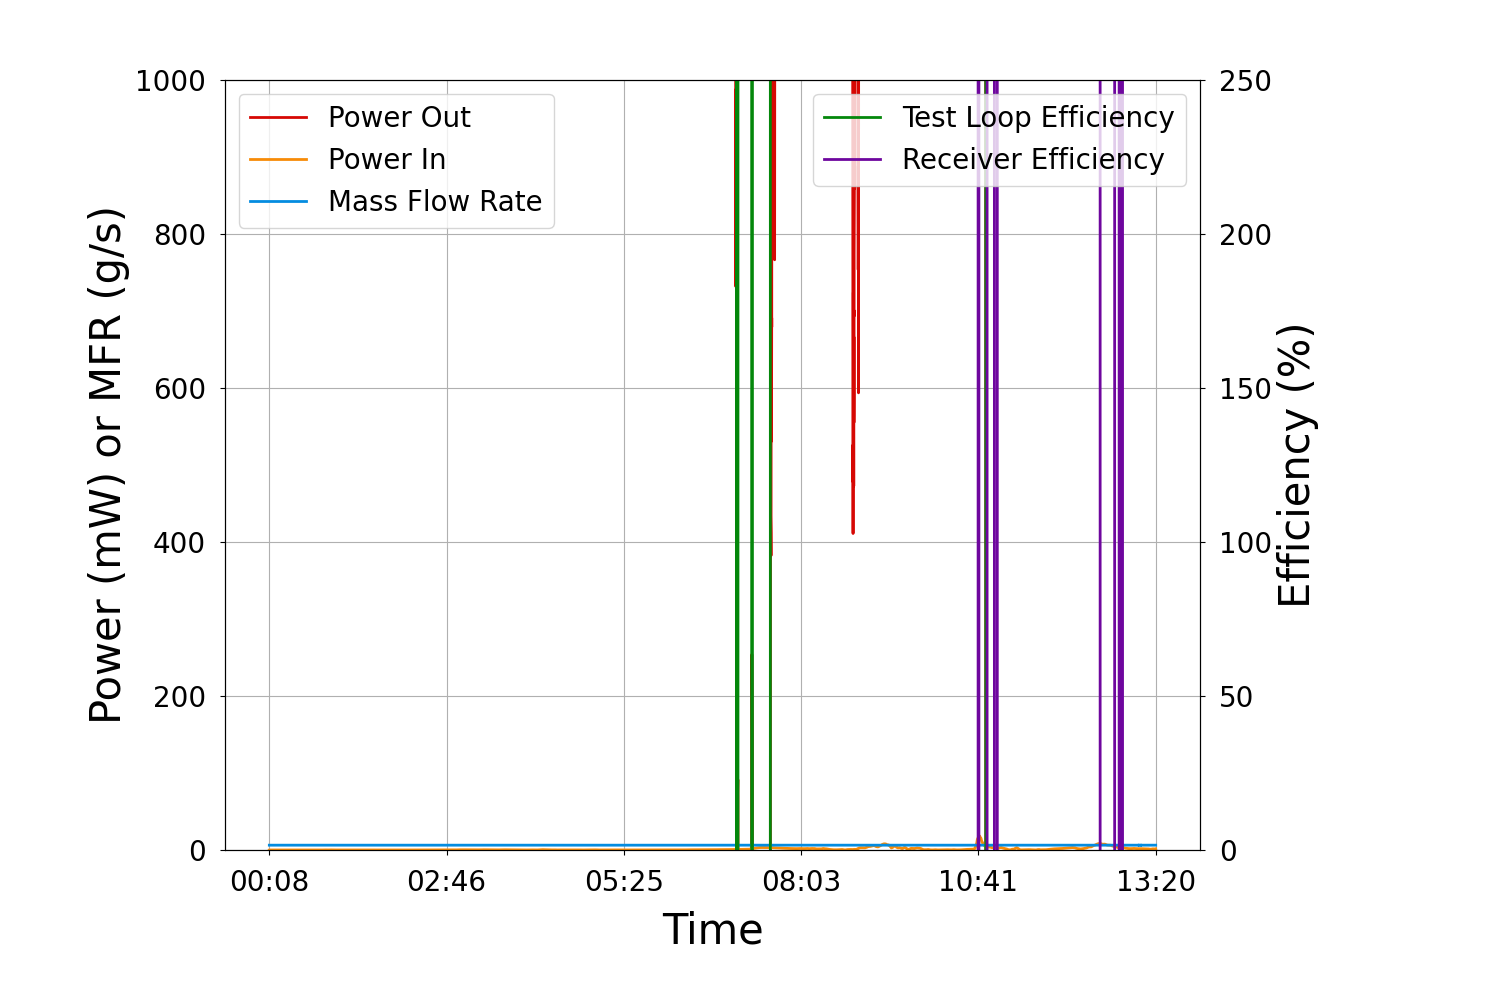 1000
800
600
400
200
0
Power (mW) or MFR (g/s)
Power Out
Power In
Mass Flow Rate
Test Loop Efficiency
Receiver Efficiency
250
200
150
100
50
0
Efficiency (%)
00:08 02:46 05:25 08:03 10:41 13:20
Time